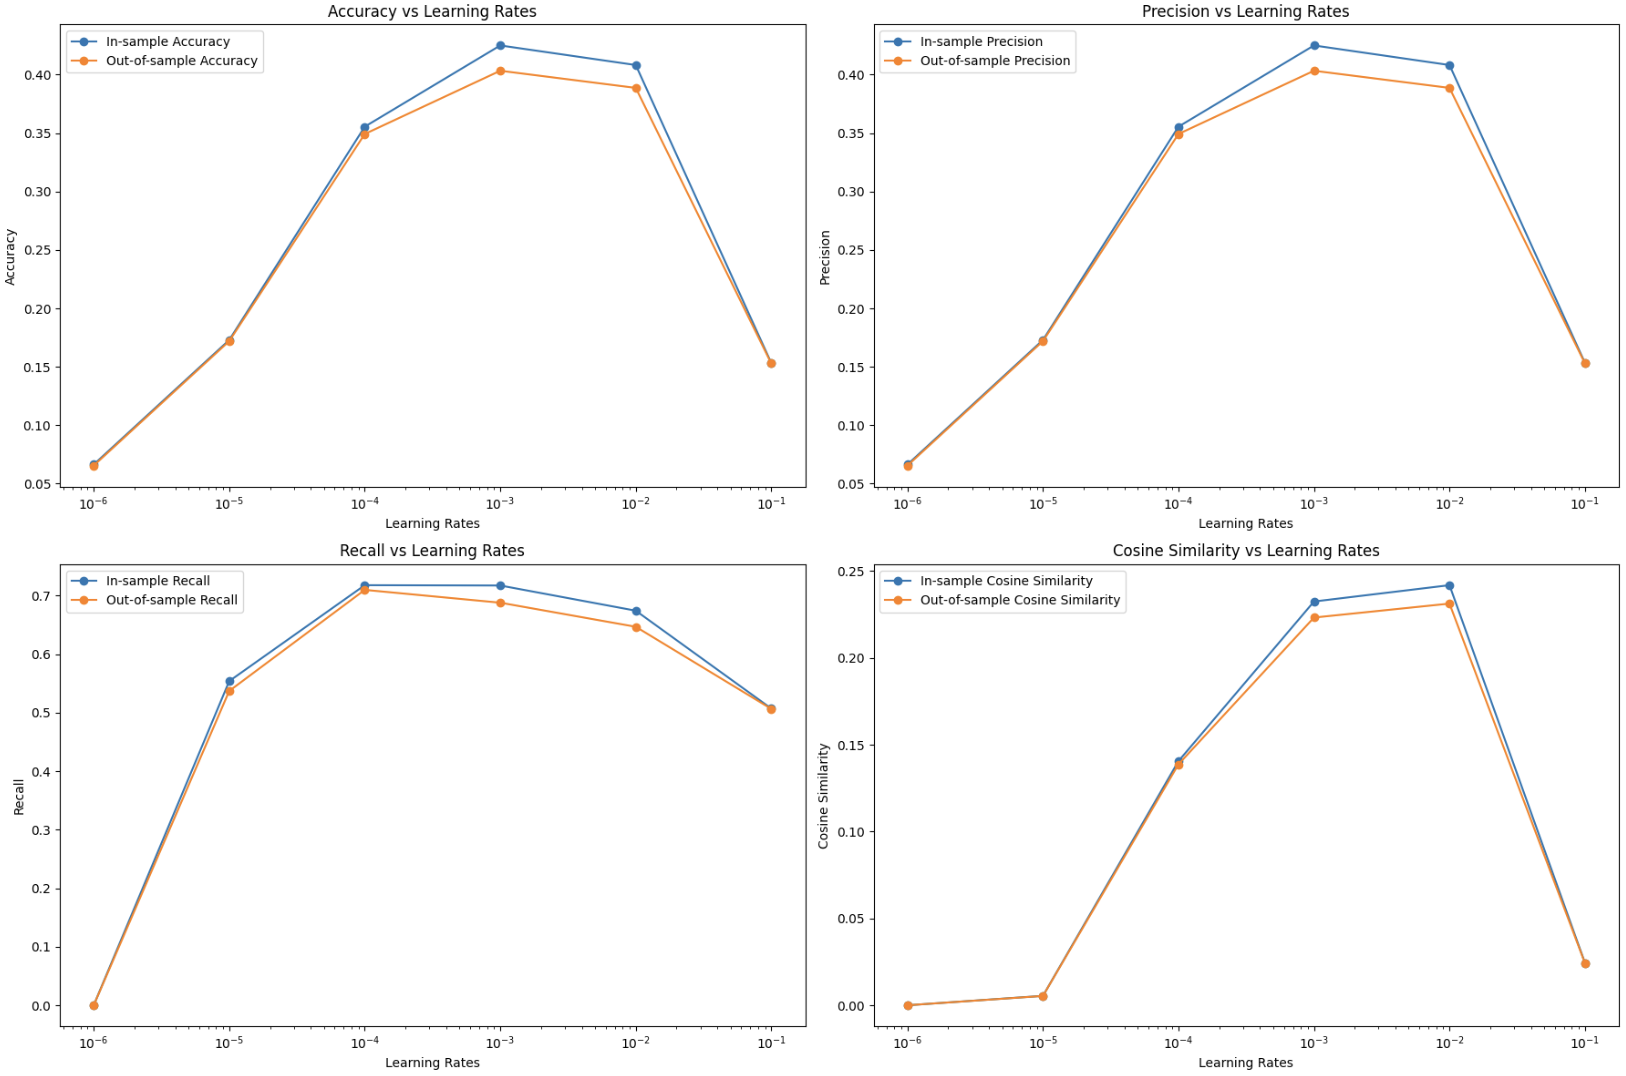 Accuracy vs Learning Rates
In-sample Accuracy
Out-of-sample Accuracy
0.40
0.35
0.30
0.25
0.20
0.15
0.10
0.05
Accuracy
10⁻⁶ 10⁻⁵ 10⁻⁴ 10⁻³ 10⁻² 10⁻¹
Learning Rates
Precision vs Learning Rates
In-sample Precision
Out-of-sample Precision
0.40
0.35
0.30
0.25
0.20
0.15
0.10
0.05
Precision
10⁻⁶ 10⁻⁵ 10⁻⁴ 10⁻³ 10⁻² 10⁻¹
Learning Rates
Recall vs Learning Rates
In-sample Recall
Out-of-sample Recall
0.7
0.6
0.5
0.4
0.3
0.2
0.1
0.0
Recall
10⁻⁶ 10⁻⁵ 10⁻⁴ 10⁻³ 10⁻² 10⁻¹
Learning Rates
Cosine Similarity vs Learning Rates
In-sample Cosine Similarity
Out-of-sample Cosine Similarity
0.25
0.20
0.15
0.10
0.05
0.00
Cosine Similarity
10⁻⁶ 10⁻⁵ 10⁻⁴ 10⁻³ 10⁻² 10⁻¹
Learning Rates